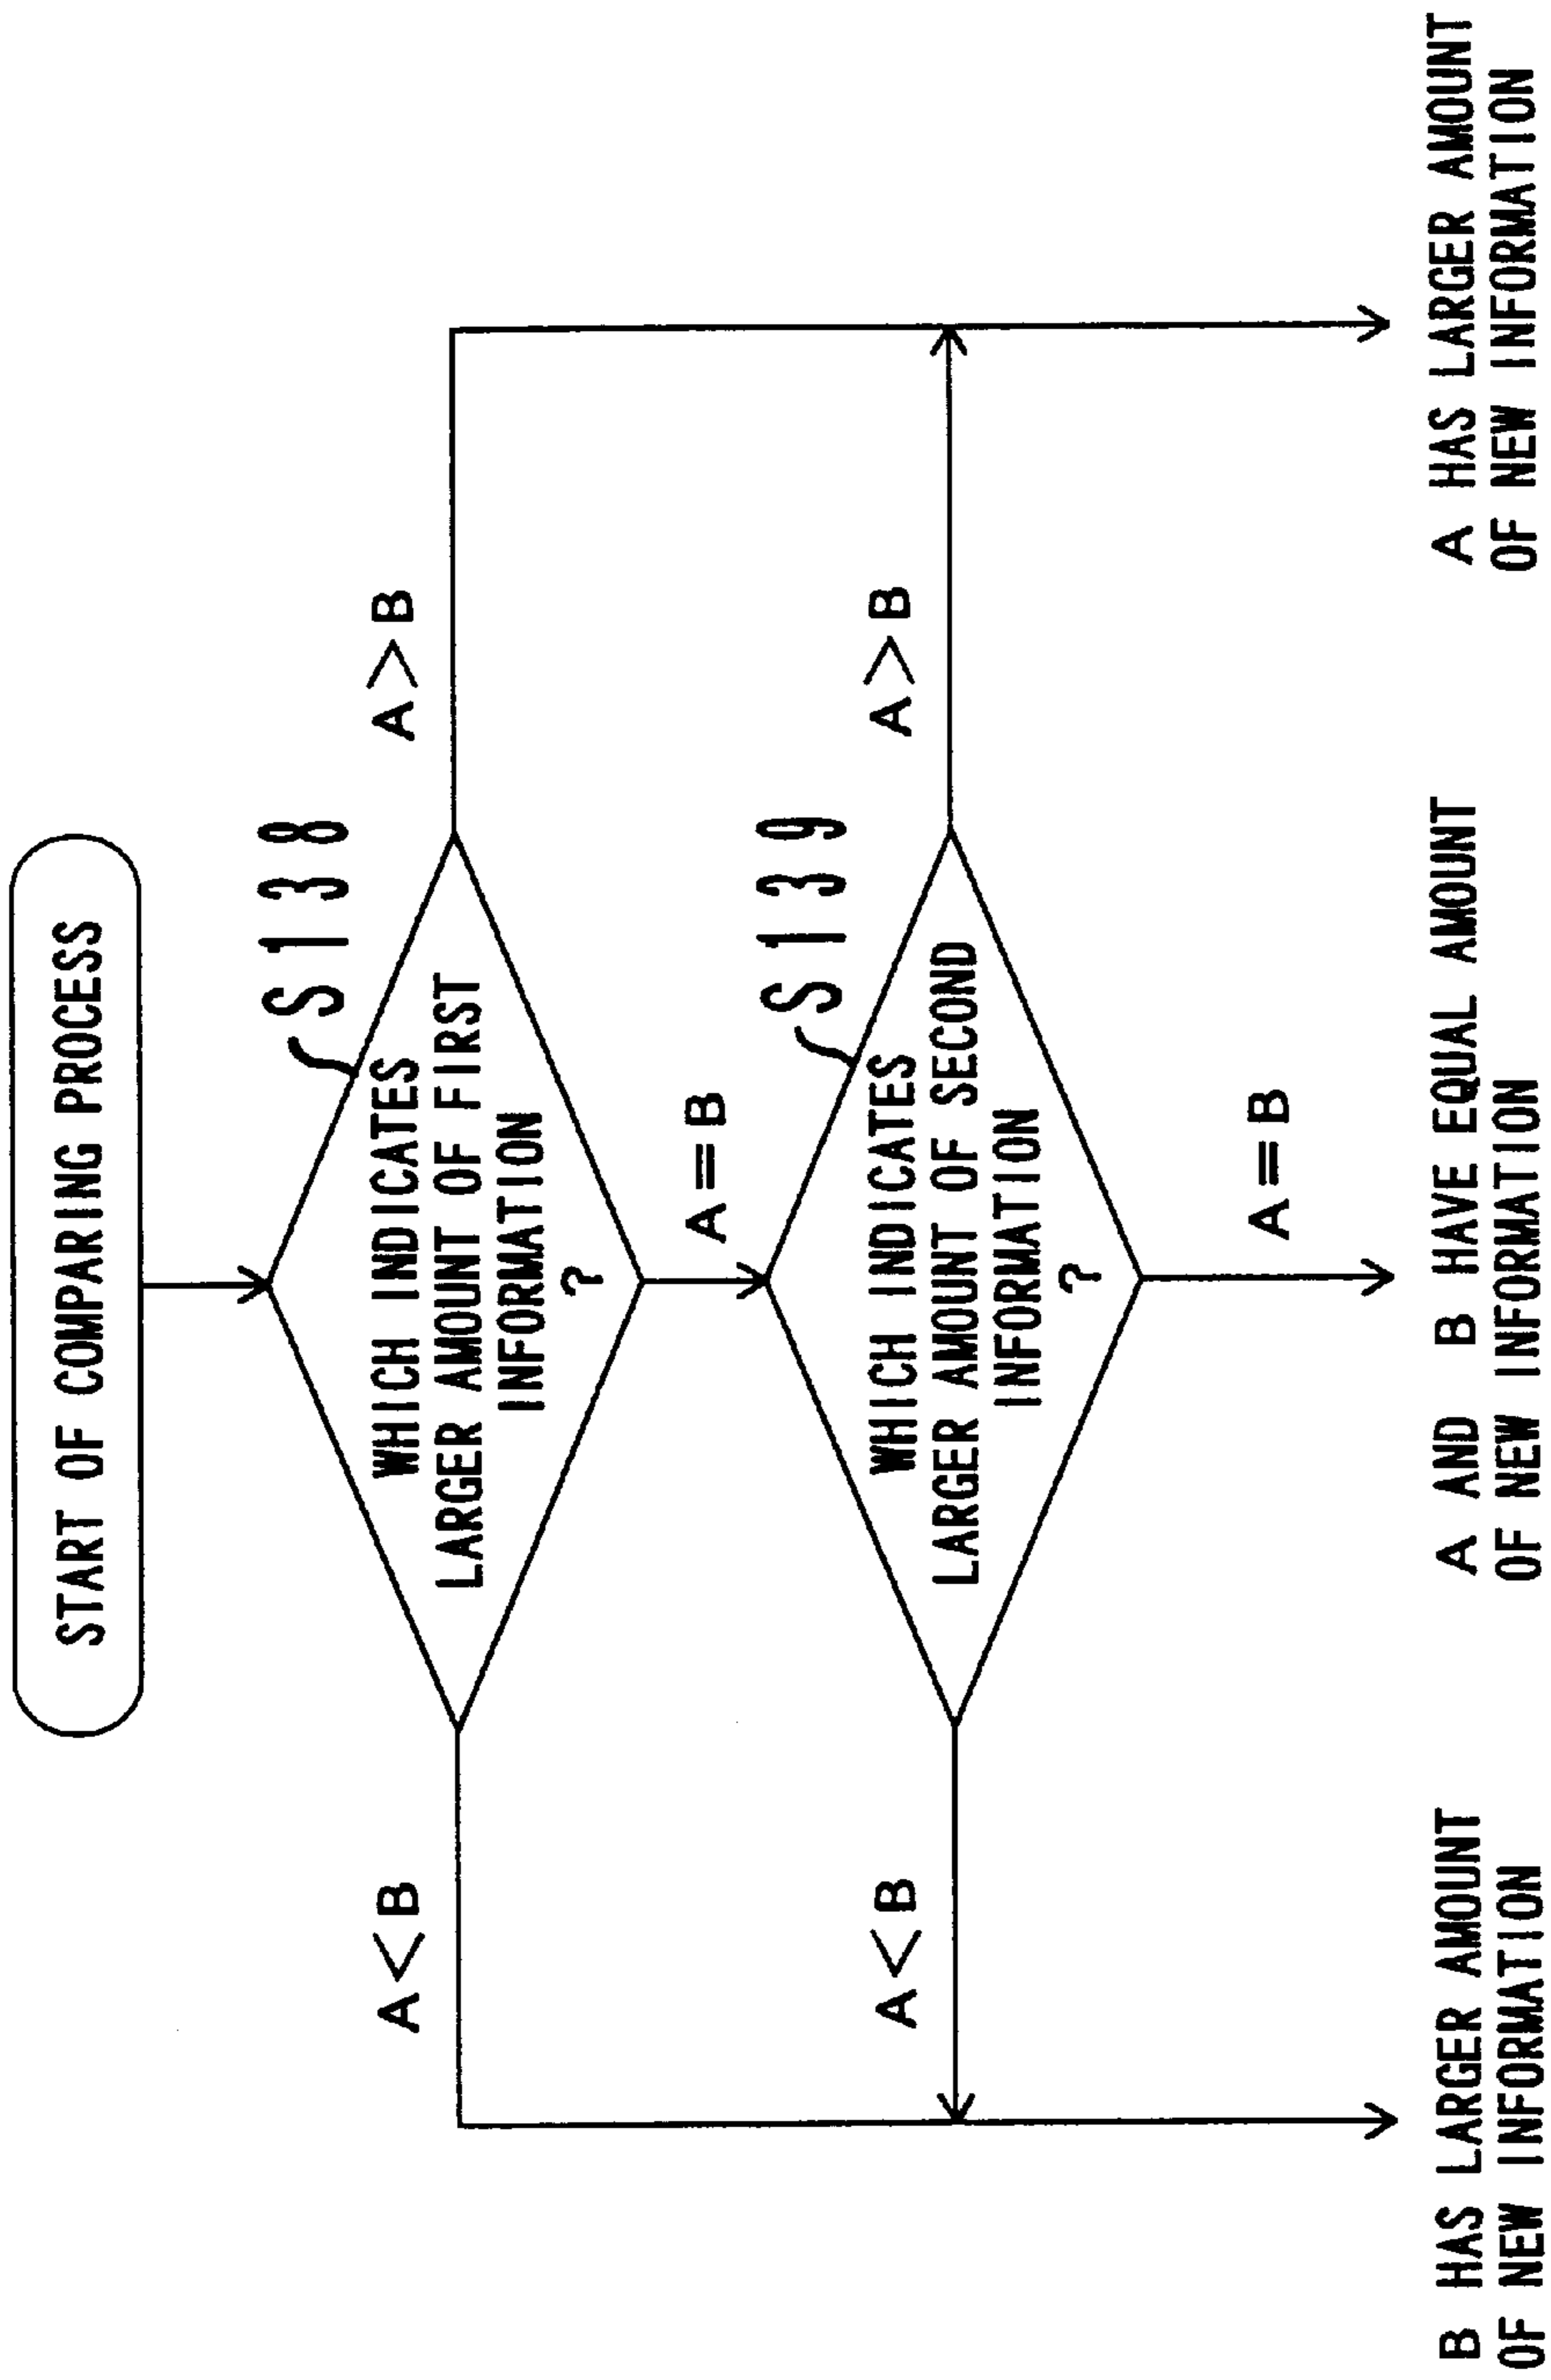 START OF COMPARING PROCESS
S138
WHICH INDICATES
LARGER AMOUNT OF FIRST
INFORMATION
?
A<B
A>B
A=B
S139
WHICH INDICATES
LARGER AMOUNT OF SECOND
INFORMATION
?
A<B
A>B
A=B
B HAS LARGER AMOUNT
OF NEW INFORMATION
A AND B HAVE EQUAL AMOUNT
OF NEW INFORMATION
A HAS LARGER AMOUNT
OF NEW INFORMATION